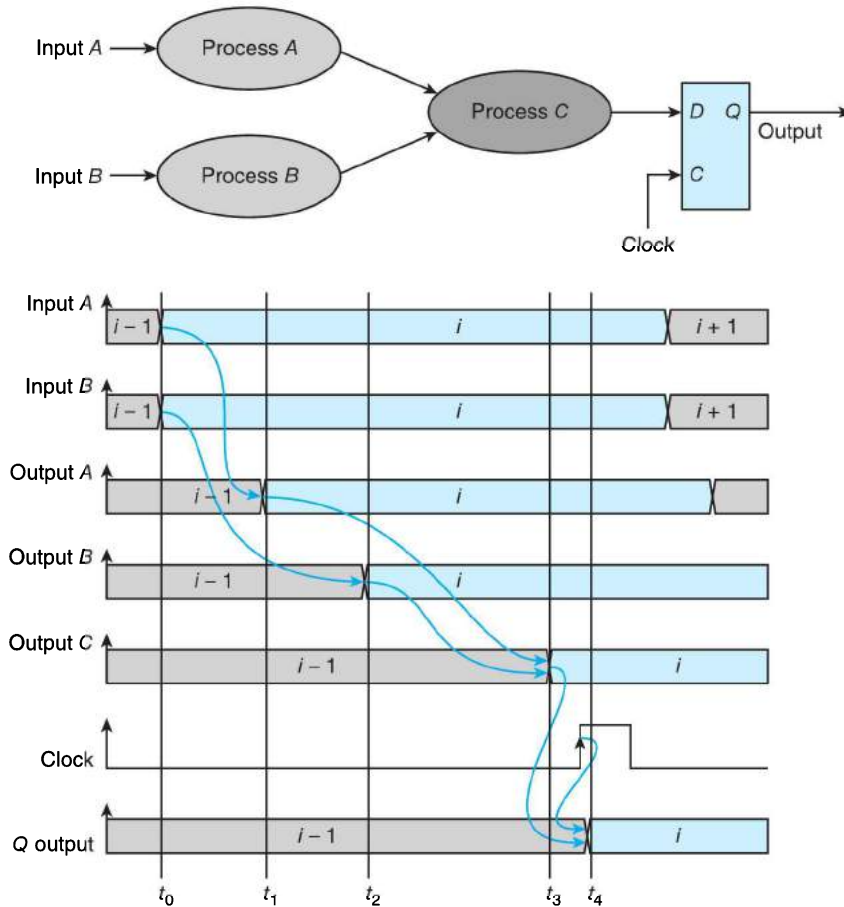 Input A
Process A
Process C
D Q
Output
Input B
Process B
C
Clock
Input A
i – 1
i
i + 1
Input B
i – 1
i
i + 1
Output A
i – 1
i
Output B
i – 1
i
Output C
i – 1
i
Clock
Q output
i – 1
i
t0 t1 t2 t3 t4